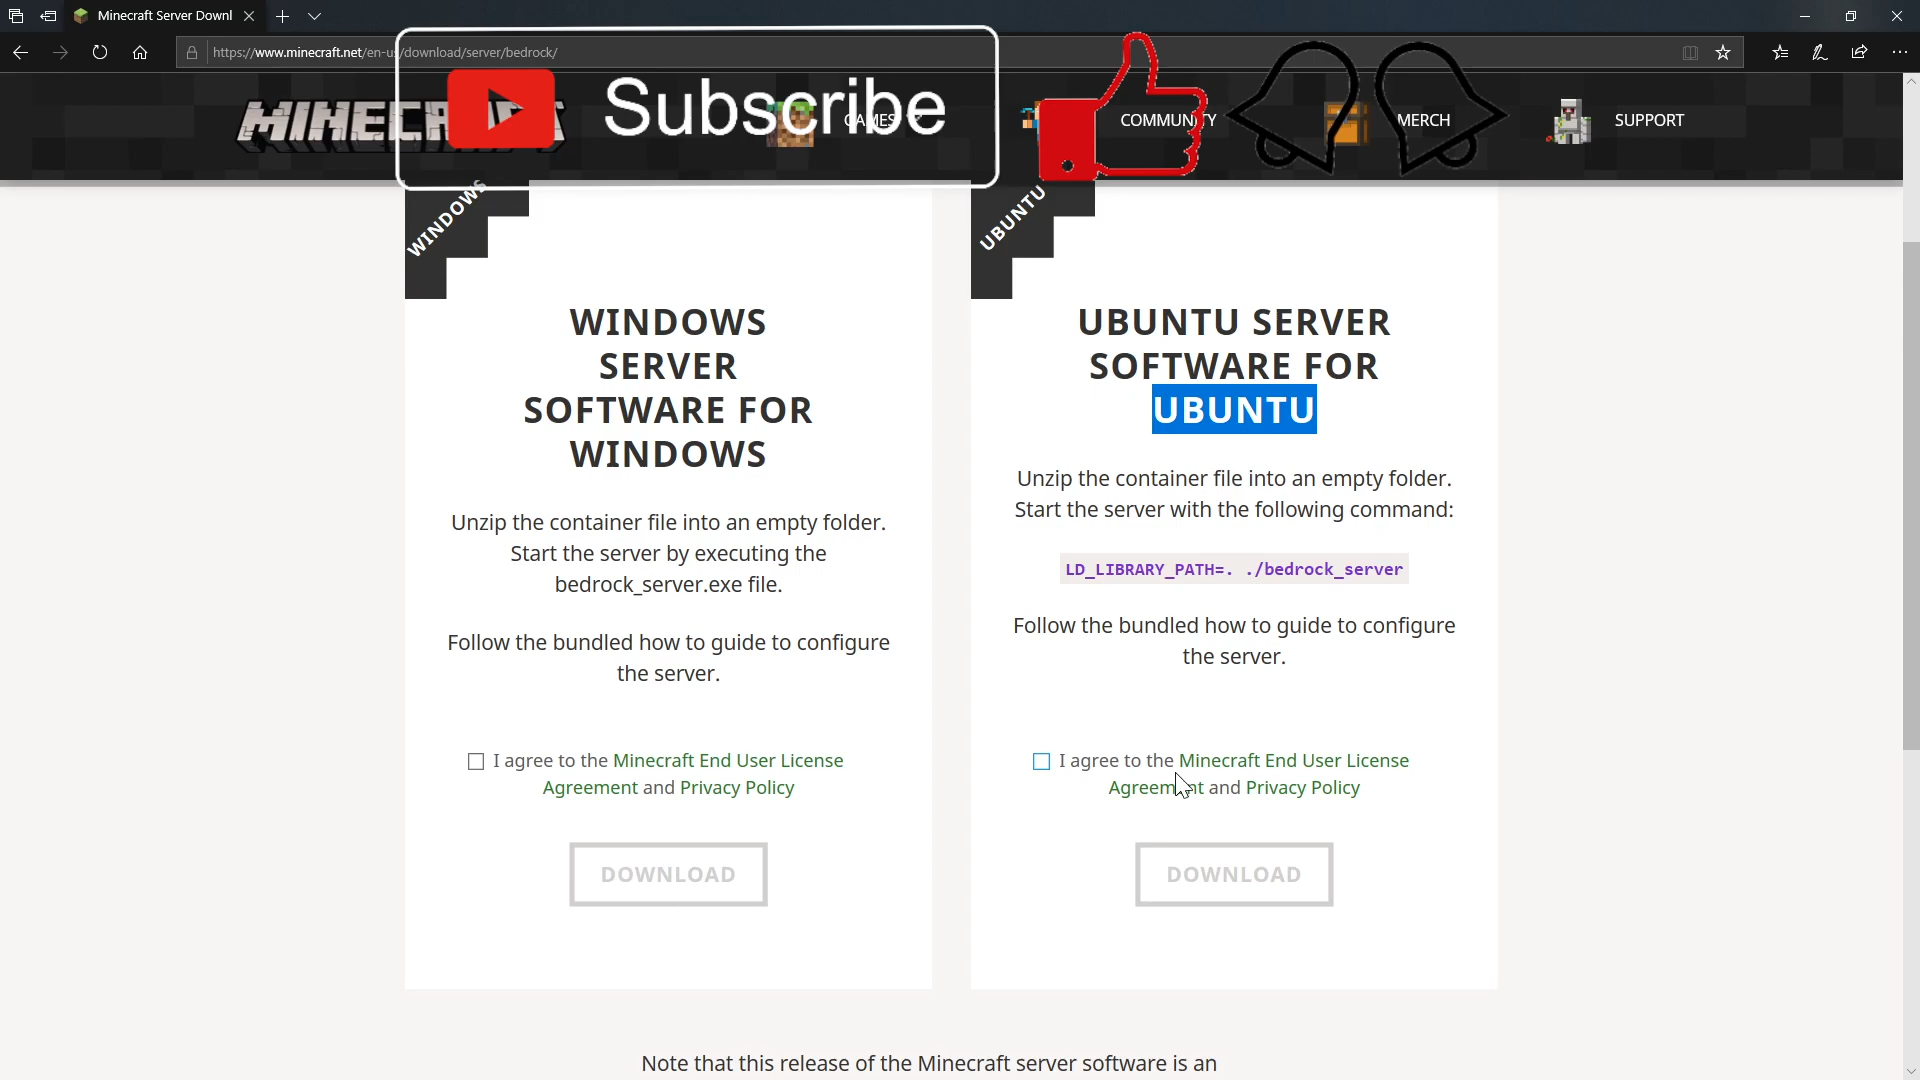 Minecraft Server Downl
https://www.minecraft.net/en-us/download/server/bedrock/
MINECRAFT
Subscribe
GAMES
COMMUNITY
MERCH
SUPPORT
WINDOWS
WINDOWS
SERVER
SOFTWARE FOR
WINDOWS
Unzip the container file into an empty folder.
Start the server by executing the
bedrock_server.exe file.
Follow the bundled how to guide to configure
the server.
I agree to the Minecraft End User License
Agreement and Privacy Policy
DOWNLOAD
UBUNTU
UBUNTU SERVER
SOFTWARE FOR
UBUNTU
Unzip the container file into an empty folder.
Start the server with the following command:
LD_LIBRARY_PATH=. ./bedrock_server
Follow the bundled how to guide to configure
the server.
I agree to the Minecraft End User License
Agreement and Privacy Policy
DOWNLOAD
Note that this release of the Minecraft server software is an